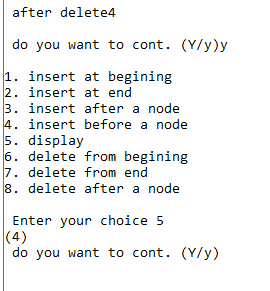 after delete4
do you want to cont. (Y/y)y
1. insert at begining
2. insert at end
3. insert after a node
4. insert before a node
5. display
6. delete from begining
7. delete from end
8. delete after a node
Enter your choice 5
(4)
do you want to cont. (Y/y)